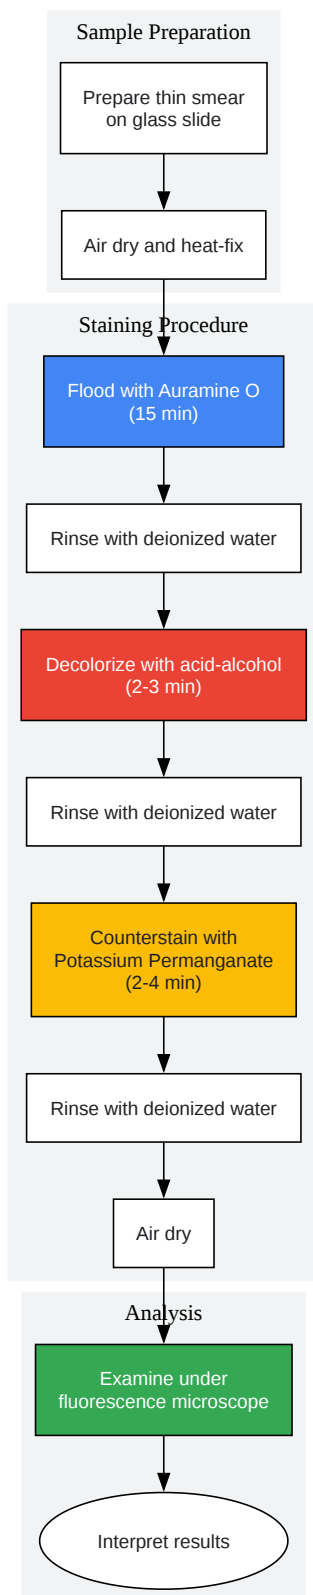 Sample Preparation
Prepare thin smear
on glass slide
Air dry and heat-fix
Staining Procedure
Flood with Auramine O
(15 min)
Rinse with deionized water
Decolorize with acid-alcohol
(2-3 min)
Rinse with deionized water
Counterstain with
Potassium Permanganate
(2-4 min)
Rinse with deionized water
Air dry
Analysis
Examine under
fluorescence microscope
Interpret results